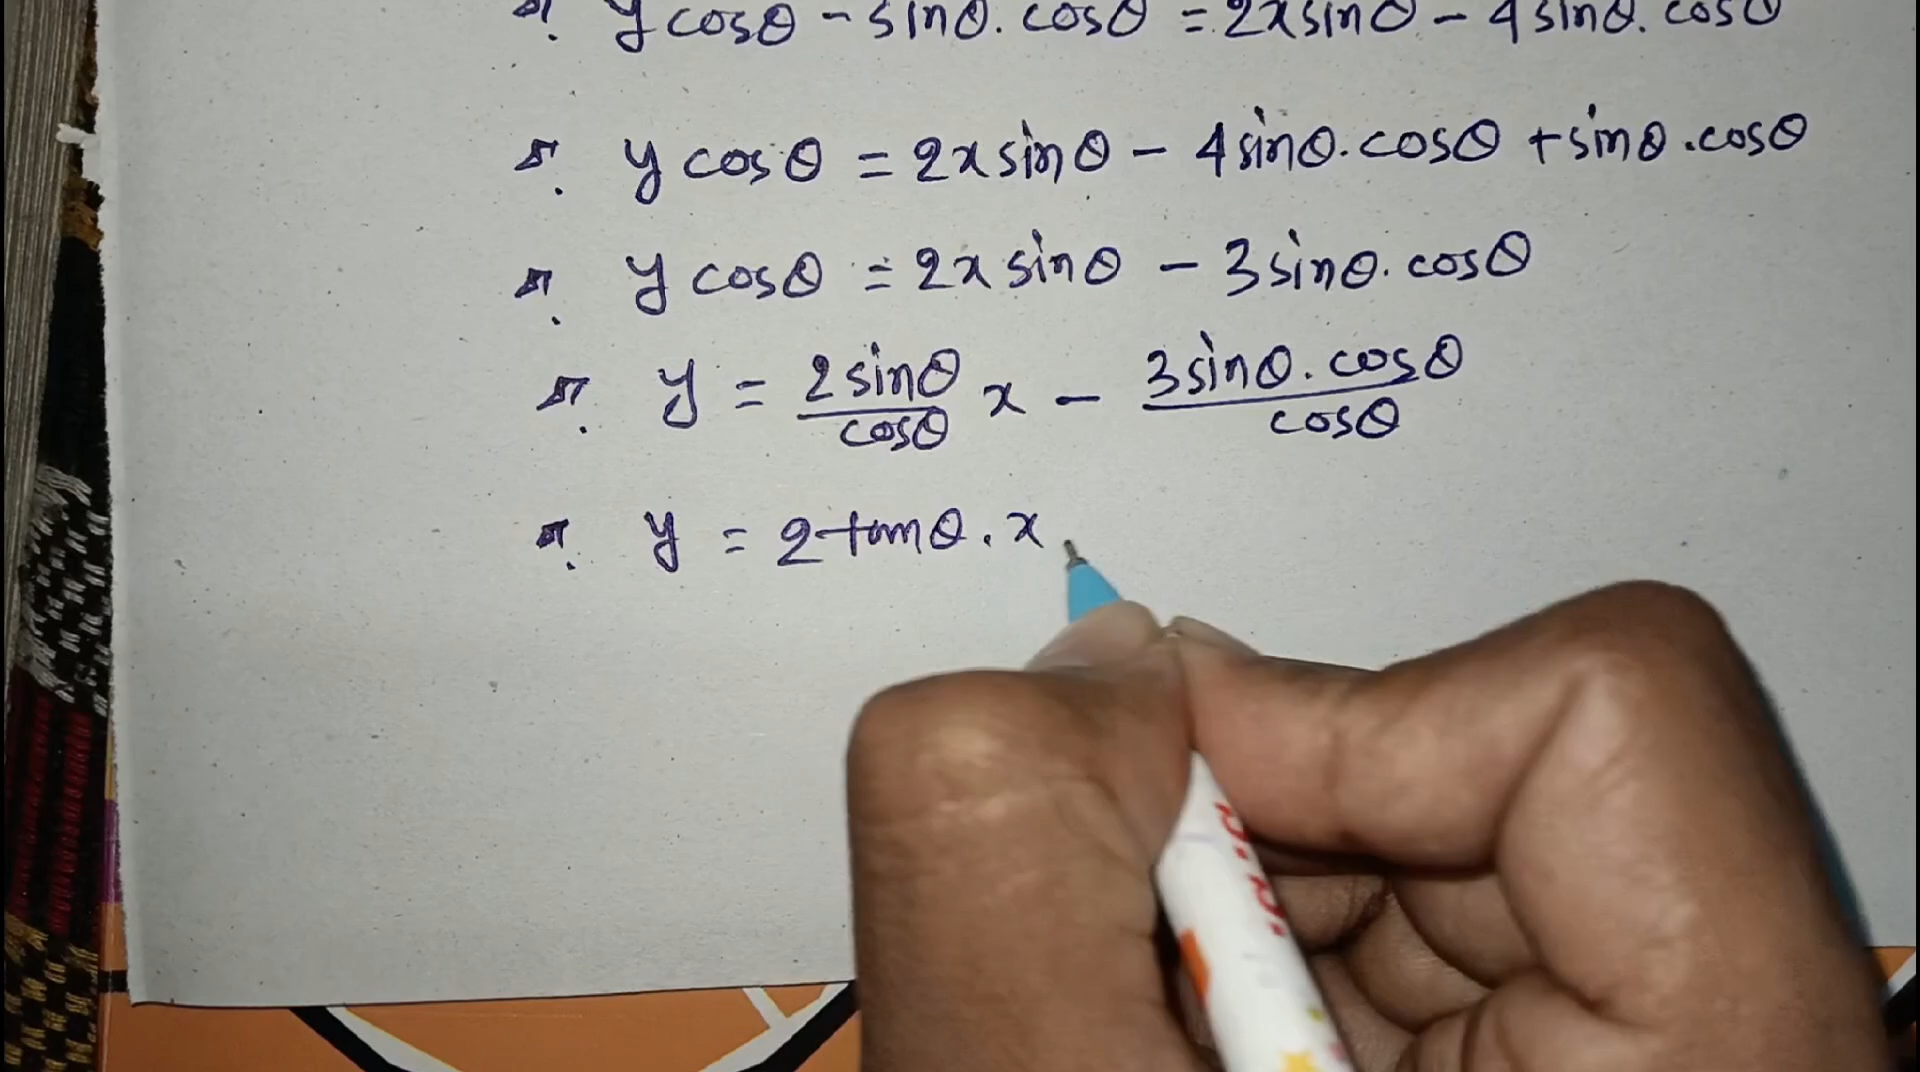 वा. y cosθ - sinθ. cosθ = 2x sinθ - 4 sinθ. cosθ
वा. y cosθ = 2x sinθ - 4 sinθ. cosθ + sinθ . cosθ
वा. y cosθ = 2x sinθ - 3 sinθ. cosθ
वा. y = 2 sinθ/cosθ x - 3 sinθ. cosθ/cosθ
वा. y = 2 tanθ. x